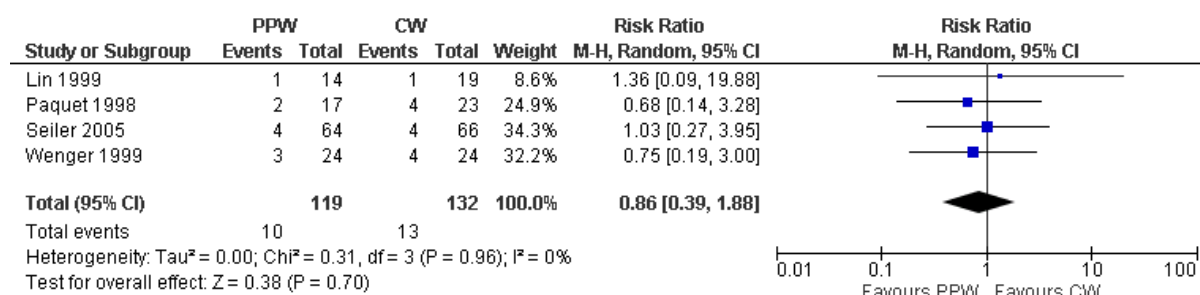 PPW CW Risk Ratio Risk Ratio
Study or Subgroup Events Total Events Total Weight M-H, Random, 95% CI M-H, Random, 95% CI
Lin 1999 1 14 1 19 8.6% 1.36 [0.09, 19.88]
Paquet 1998 2 17 4 23 24.9% 0.68 [0.14, 3.28]
Seiler 2005 4 64 4 66 34.3% 1.03 [0.27, 3.95]
Wenger 1999 3 24 4 24 32.2% 0.75 [0.19, 3.00]
Total (95% CI) 119 132 100.0% 0.86 [0.39, 1.88]
Total events 10 13
Heterogeneity: Tau² = 0.00; Chi² = 0.31, df = 3 (P = 0.96); I² = 0%
Test for overall effect: Z = 0.38 (P = 0.70)
0.01 0.1 1 10 100
Favours PPW Favours CW